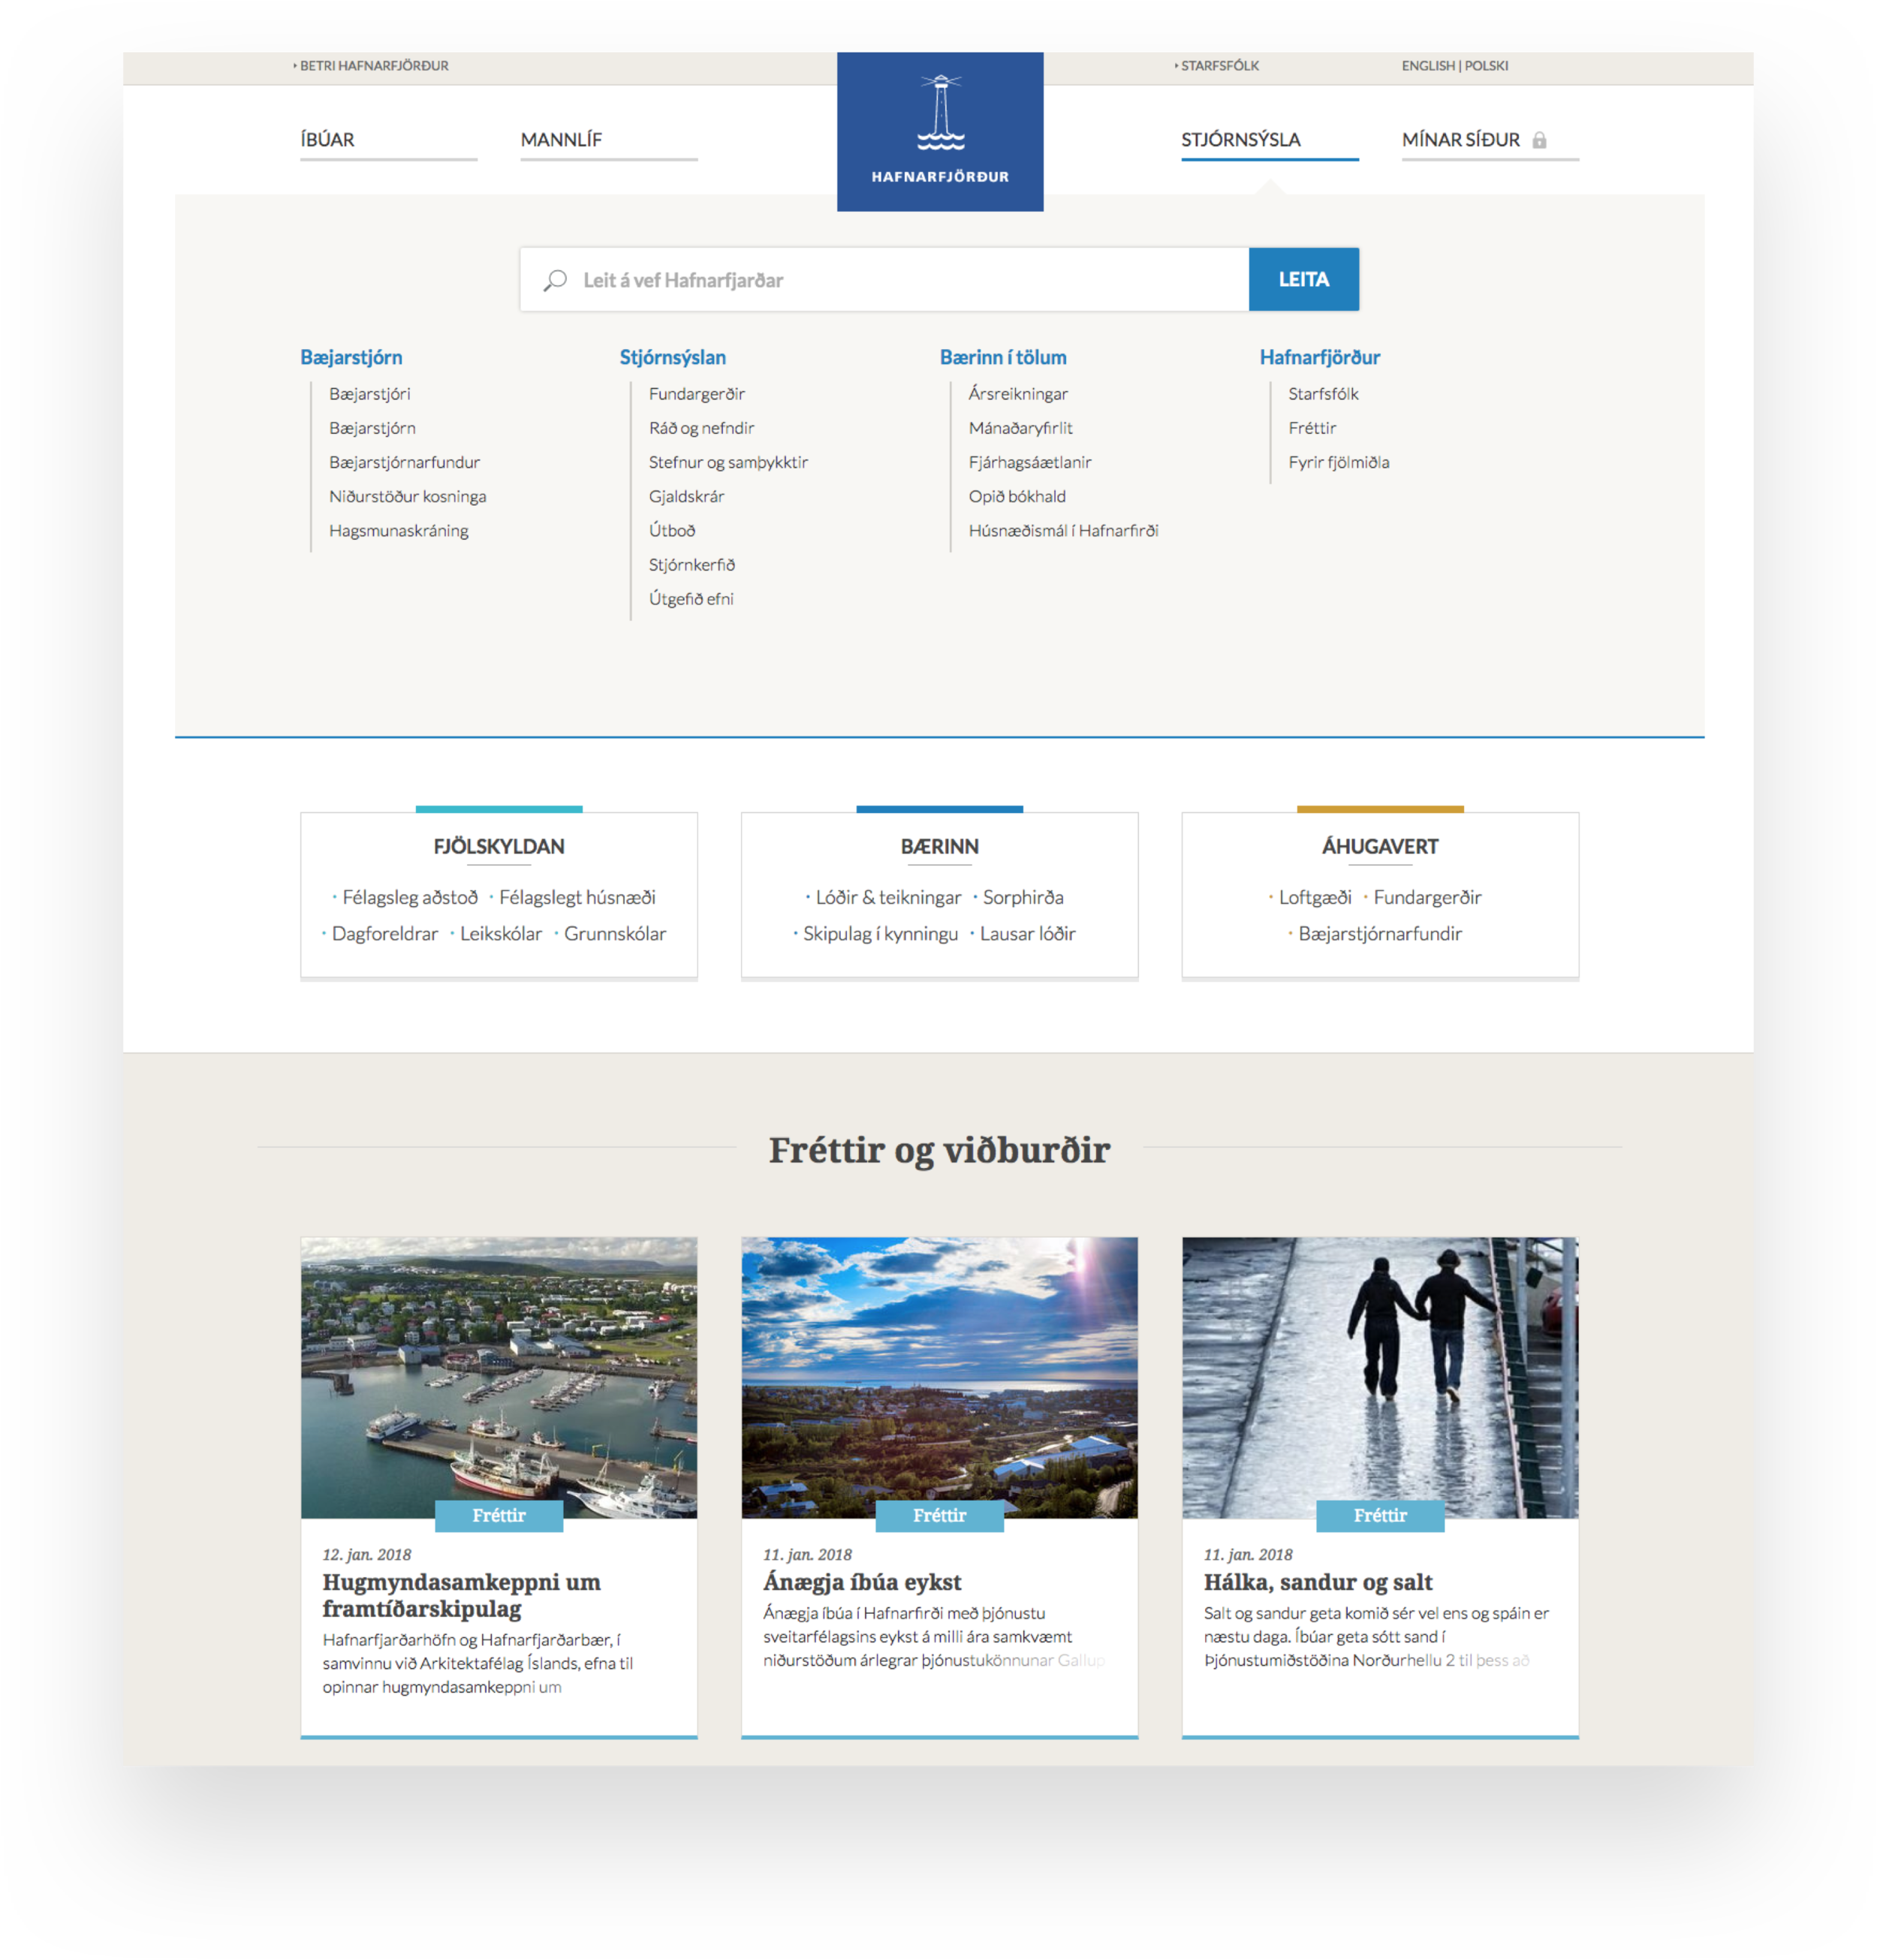 BETRI HAFNARFJÖRÐUR
STARFSFÓLK
ENGLISH | POLSKI
ÍBÚAR
MANNLÍF
HAFNARFJÖRÐUR
STJÓRNSÝSLA
MÍNAR SÍÐUR
Leit á vef Hafnarfjarðar
LEITA
Bæjarstjórn
Bæjarstjóri
Bæjarstjórn
Bæjarstjórnarfundur
Niðurstöður kosninga
Hagsmunaskráning
Stjórnsýslan
Fundargerðir
Ráð og nefndir
Stefnur og samþykktir
Gjaldskrár
Útboð
Stjórnkerfið
Útgefið efni
Bærinn í tölum
Ársreikningar
Mánaðaryfirlit
Fjárhagsáætlanir
Opið bókhald
Húsnæðismál í Hafnarfirði
Hafnarfjörður
Starfsfólk
Fréttir
Fyrir fjölmiðla
FJÖLSKYLDAN
· Félagsleg aðstoð · Félagslegt húsnæði
· Dagforeldrar · Leikskólar · Grunnskólar
BÆRINN
· Lóðir & teikningar · Sorphirða
· Skipulag í kynningu · Lausar lóðir
ÁHUGAVERT
· Loftgæði · Fundargerðir
· Bæjarstjórnarfundir
Fréttir og viðburðir
Fréttir
12. jan. 2018
Hugmyndasamkeppni um
framtíðarskipulag
Hafnarfjarðarhöfn og Hafnarfjarðarbær, í
samvinnu við Arkitektafélag Íslands, efna til
opinnar hugmyndasamkeppni um
Fréttir
11. jan. 2018
Ánægja íbúa eykst
Ánægja íbúa í Hafnarfirði með þjónustu
sveitarfélagsins eykst á milli ára samkvæmt
niðurstöðum árlegrar þjónustukönnunar Gallup
Fréttir
11. jan. 2018
Hálka, sandur og salt
Salt og sandur geta komið sér vel ens og spáin er
næstu daga. Íbúar geta sótt sand í
Þjónustumiðstöðina Norðurhellu 2 til þess að